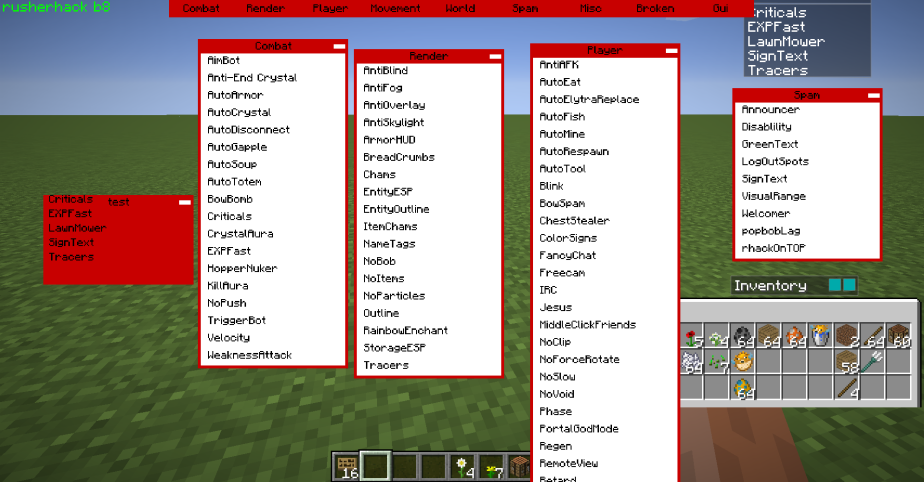 rusherhack b8
Combat Render Player Movement World Spam Misc Broken Gui
Criticals
EXPFast
LawnMower
SignText
Tracers
Combat
AimBot
Anti-End Crystal
AutoArmor
AutoCrystal
AutoDisconnect
AutoGapple
AutoSoup
AutoTotem
BowBomb
Criticals
CrystalAura
EXPFast
HopperNuker
KillAura
NoPush
TriggerBot
Velocity
WeaknessAttack
Render
AntiBlind
AntiFog
AntiOverlay
AntiSkylight
ArmorHUD
BreadCrumbs
Chams
EntityESP
EntityOutline
ItemChams
NameTags
NoBob
NoItems
NoParticles
Outline
RainbowEnchant
StorageESP
Tracers
Player
AntiAFK
AutoEat
AutoElytraReplace
AutoFish
AutoMine
AutoRespawn
AutoTool
Blink
BowSpam
ChestStealer
ColorSigns
FancyChat
Freecam
IRC
Jesus
MiddleClickFriends
NoClip
NoForceRotate
NoSlow
NoVoid
Phase
PortalGodMode
Regen
RemoteView
Retard
Spam
Announcer
Disablility
GreenText
LogOutSpots
SignText
VisualRange
Welcomer
popbobLag
rhackOnTOP
test
Criticals
EXPFast
LawnMower
SignText
Tracers
Inventory
5 4 64 64 64 2 64 60
64 7 58
64 4
16 4 7